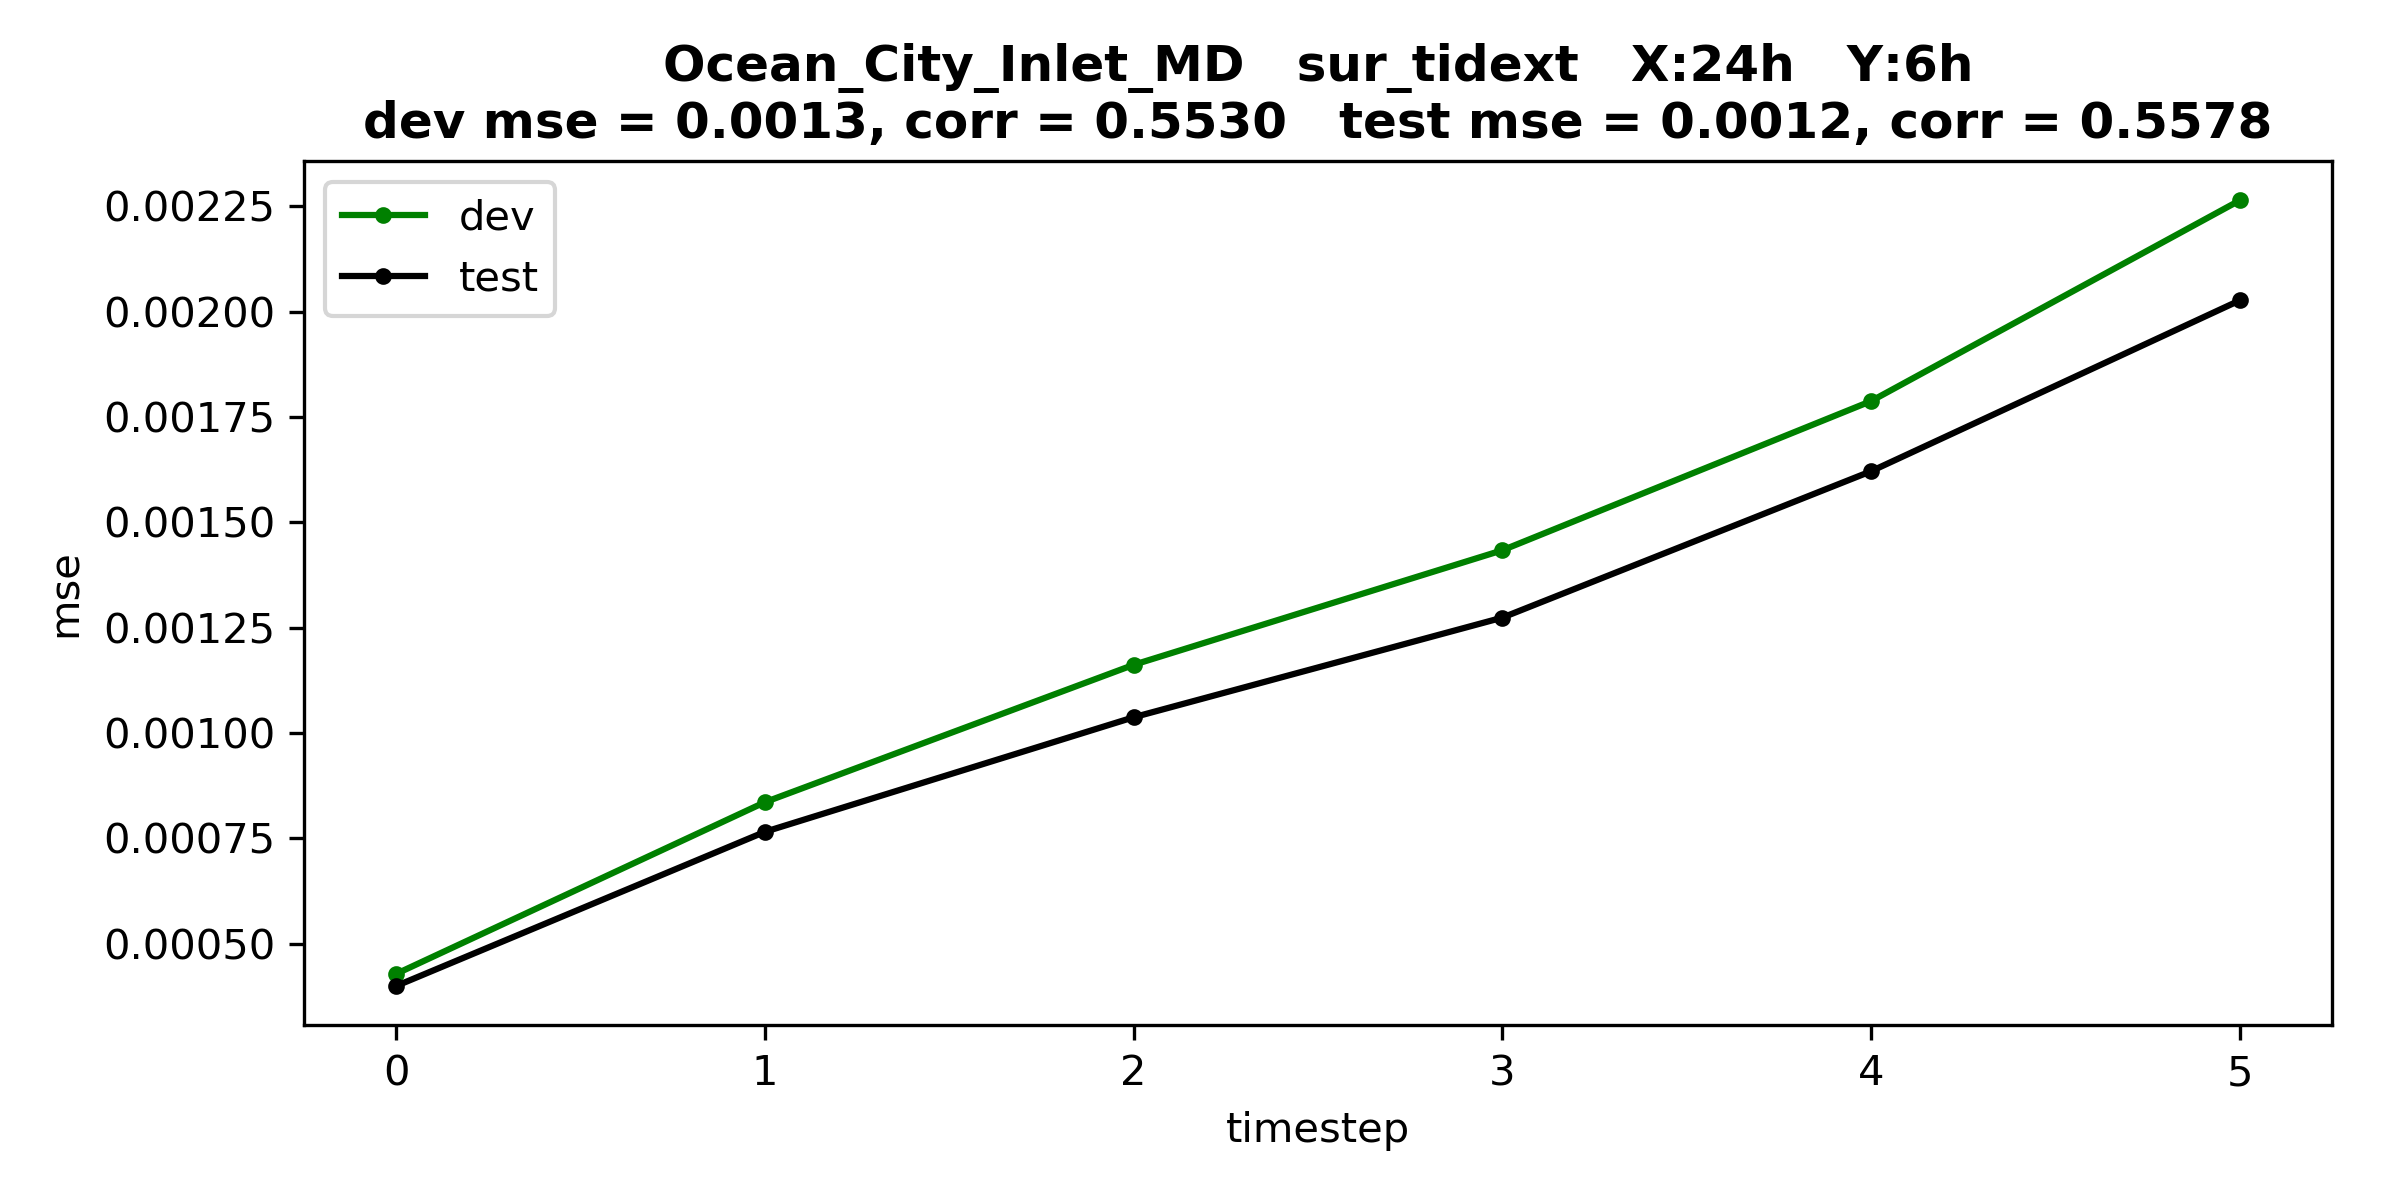 Ocean_City_Inlet_MD   sur_tidext   X:24h   Y:6h
dev mse = 0.0013, corr = 0.5530   test mse = 0.0012, corr = 0.5578
dev
test
0.00225
0.00200
0.00175
0.00150
0.00125
0.00100
0.00075
0.00050
mse
0 1 2 3 4 5
timestep